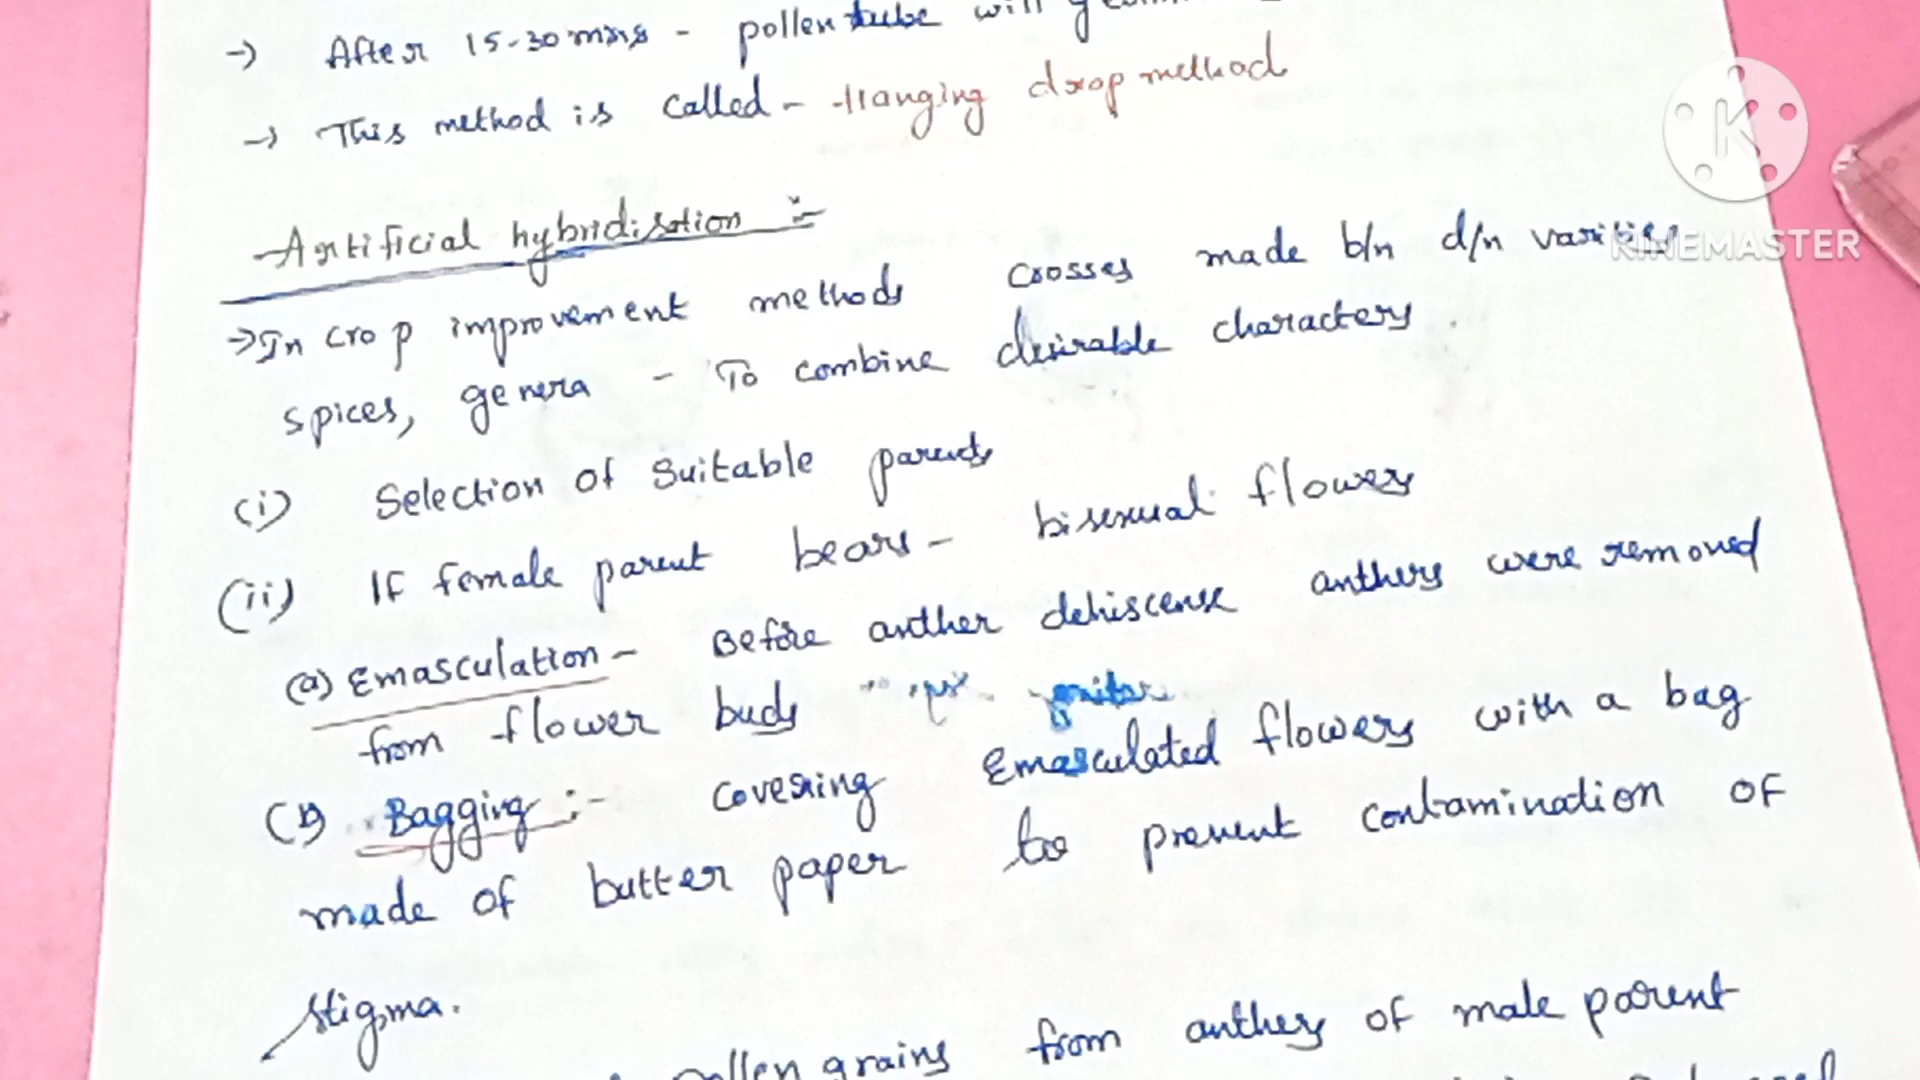 → After 15-30 mins - pollen tube will
→ This method is called - Hanging drop method
Artificial hybridisation :-
→ In crop improvement methods crosses made b/n d/n varities
spices, genera - To combine desirable characters.
(i) Selection of suitable parents
(ii) If female parent bears - bisexual flowers
(a) Emasculation - Before anther dehiscense anthers were removed
from flower buds
(b) Bagging :- covering Emasculated flowers with a bag
made of butter paper to prevent contamination of
stigma.
pollen grains from anthers of male parent
K
KINEMASTER